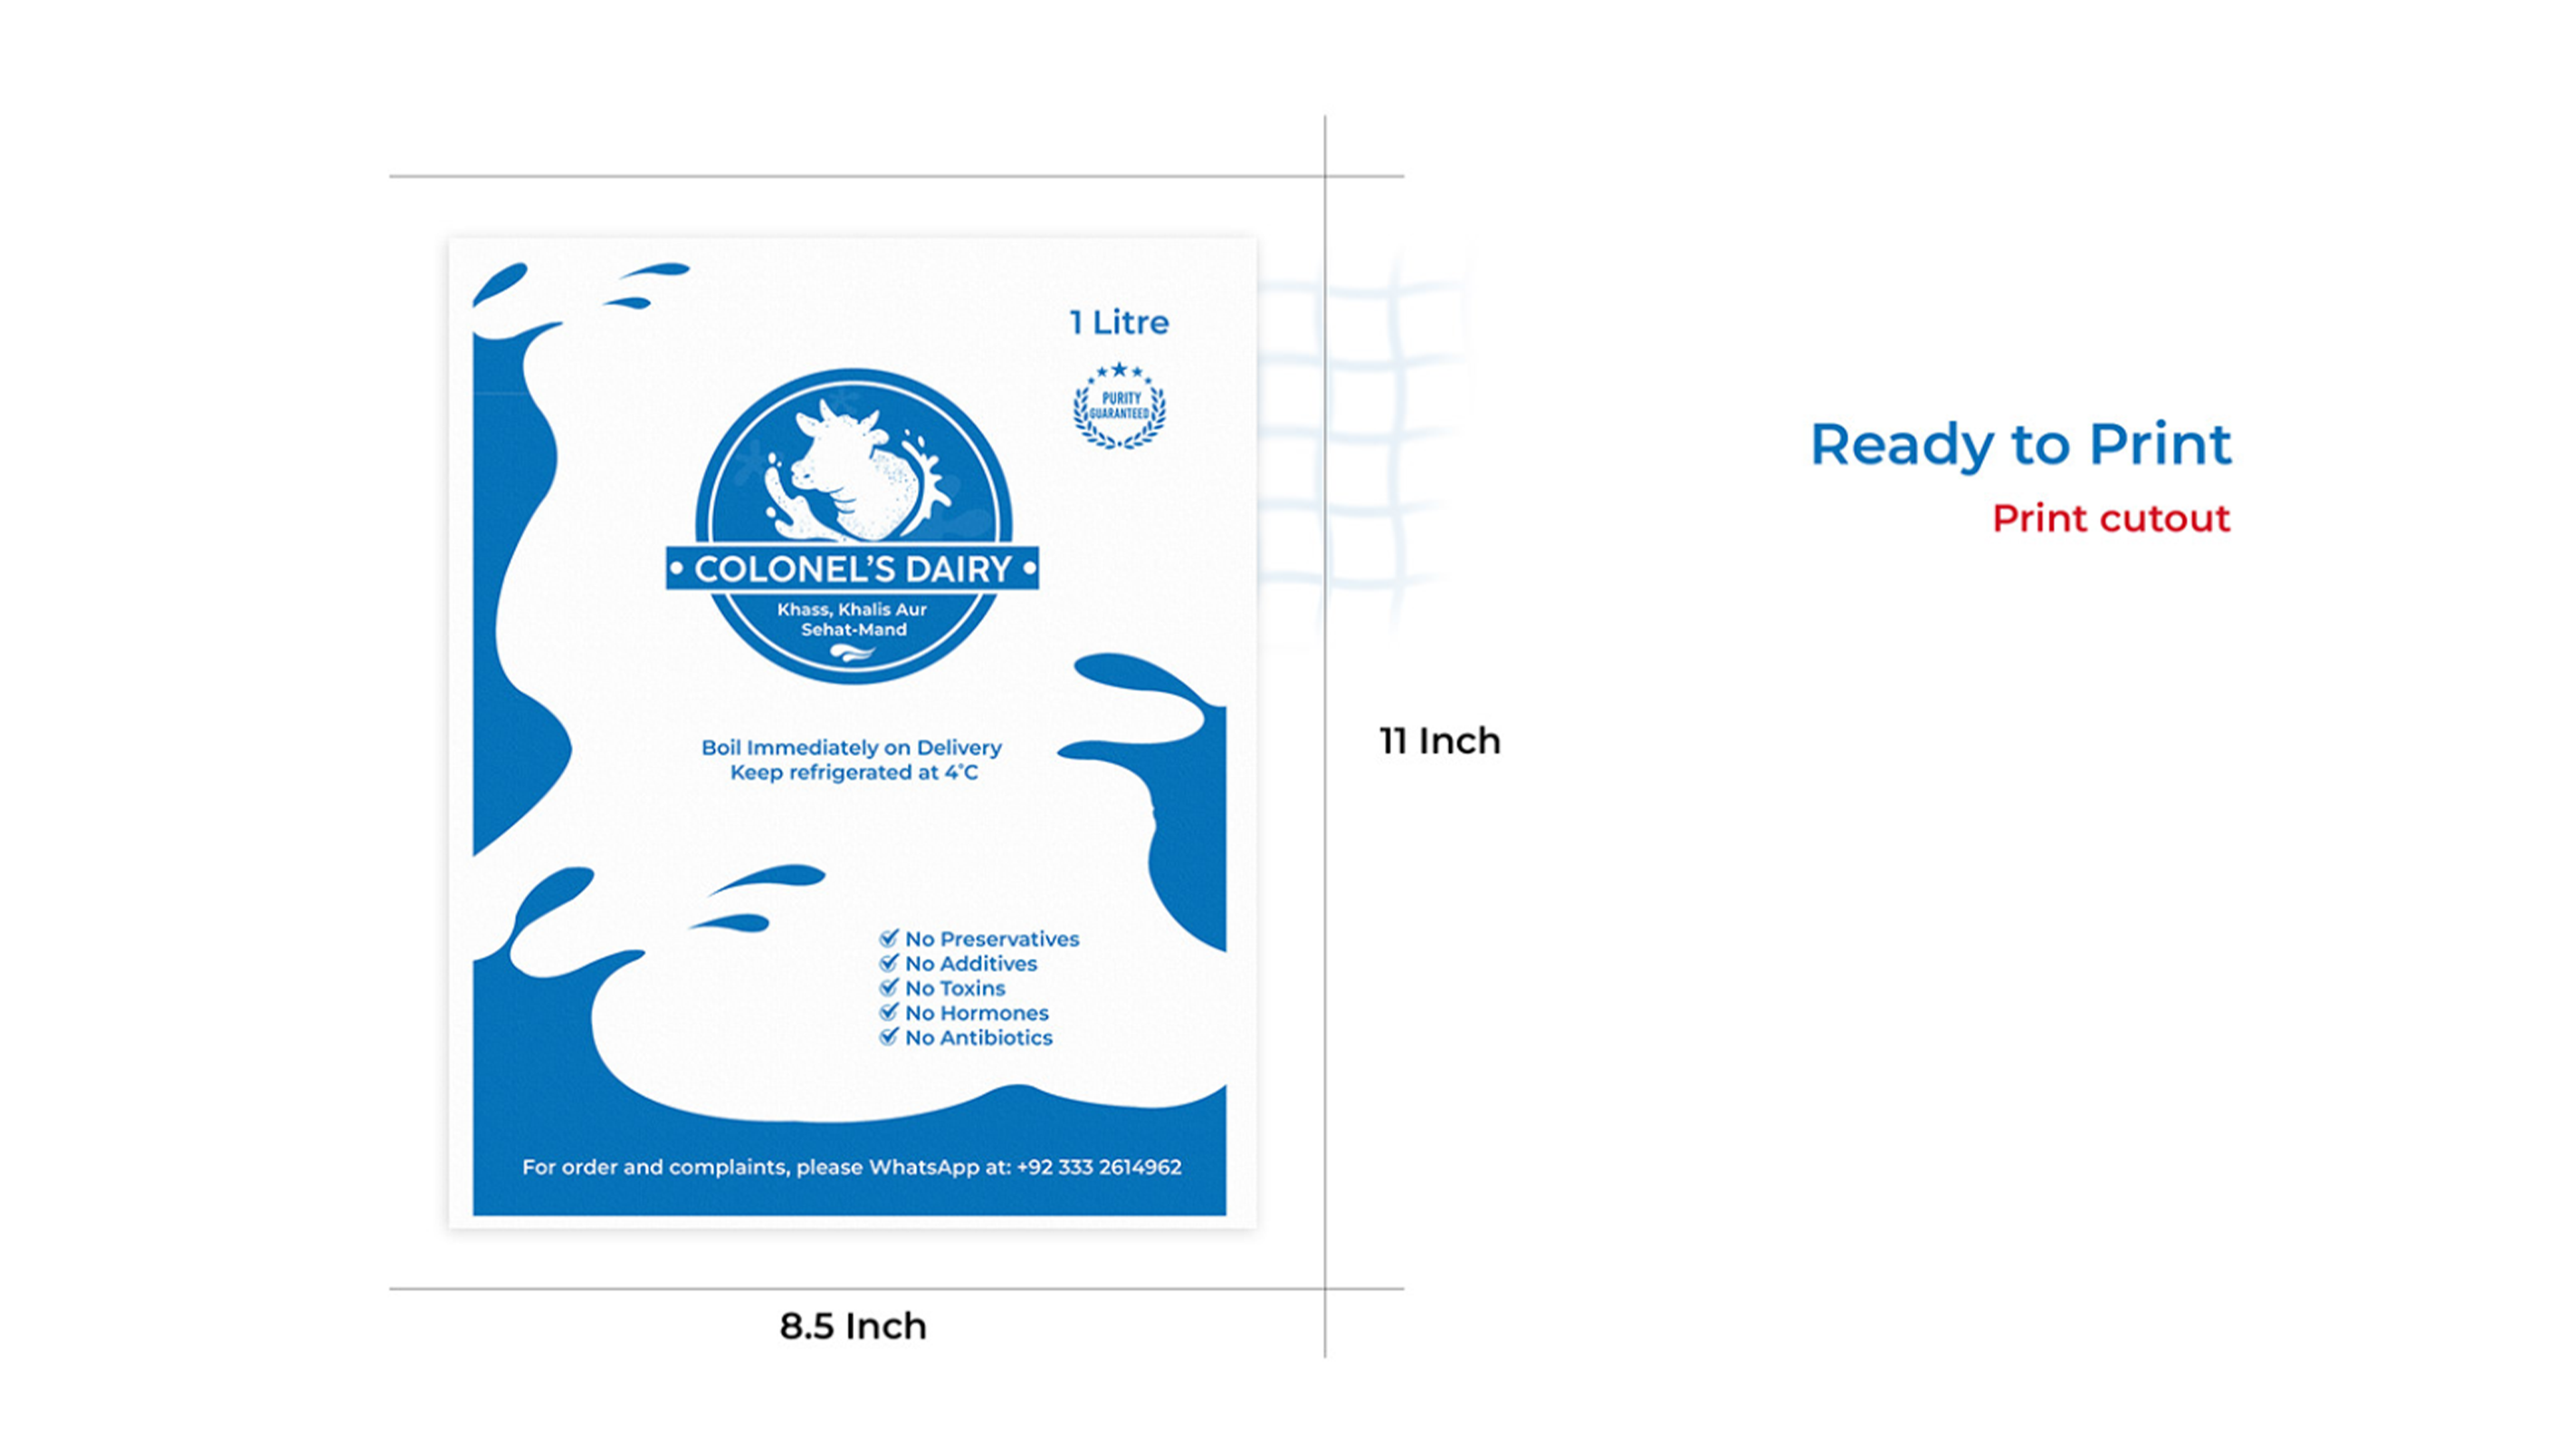 1 Litre
PURITY
GUARANTEED
COLONEL’S DAIRY
Khass, Khalis Aur
Sehat-Mand
Boil Immediately on Delivery
Keep refrigerated at 4°C
No Preservatives
No Additives
No Toxins
No Hormones
No Antibiotics
For order and complaints, please WhatsApp at: +92 333 2614962
8.5 Inch
11 Inch
Ready to Print
Print cutout